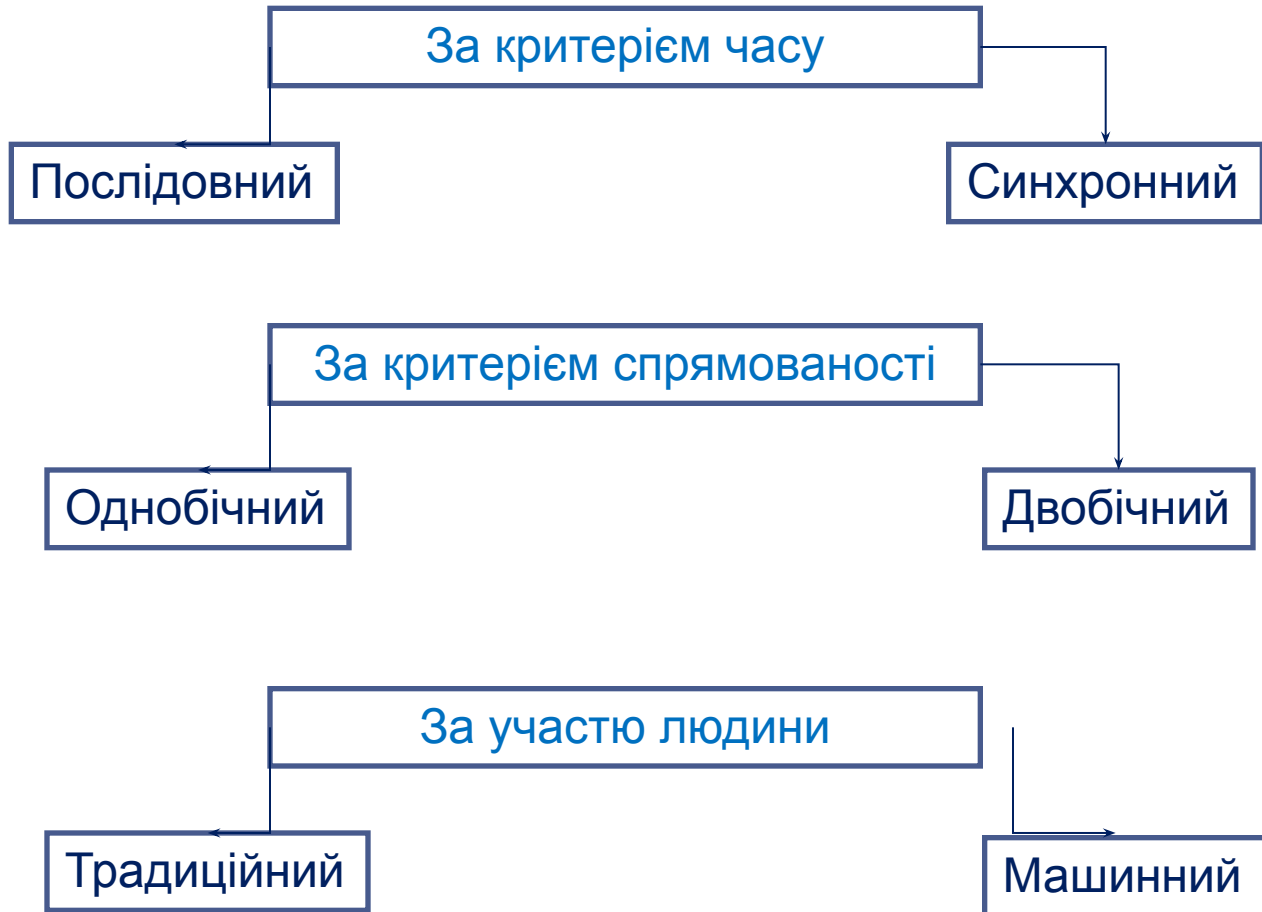 За критерієм часу
Послідовний
Синхронний
За критерієм спрямованості
Однобічний
Двобічний
За участю людини
Традиційний
Машинний